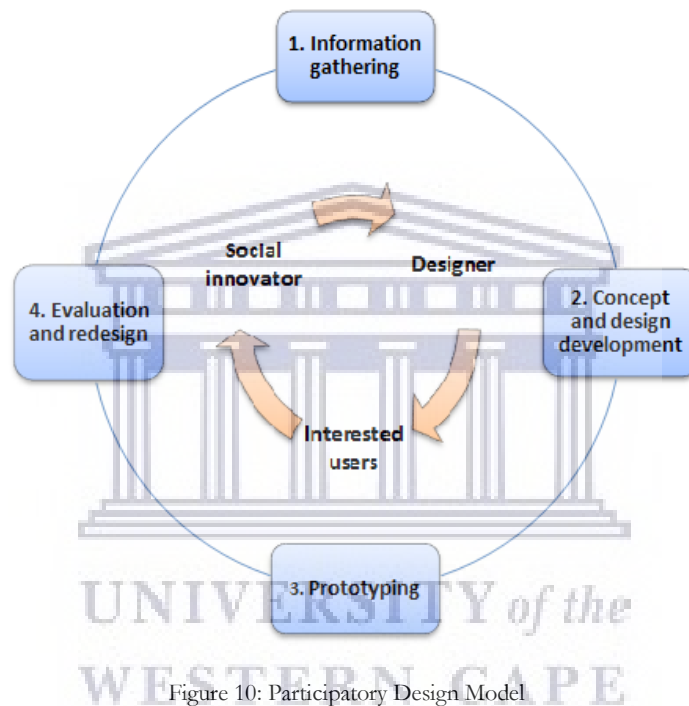 1. Information
gathering
Social
innovator
Designer
2. Concept
and design
development
4. Evaluation
and redesign
Interested
users
3. Prototyping
UNIVERSITY of the
WESTERN CAPE
Figure 10: Participatory Design Model